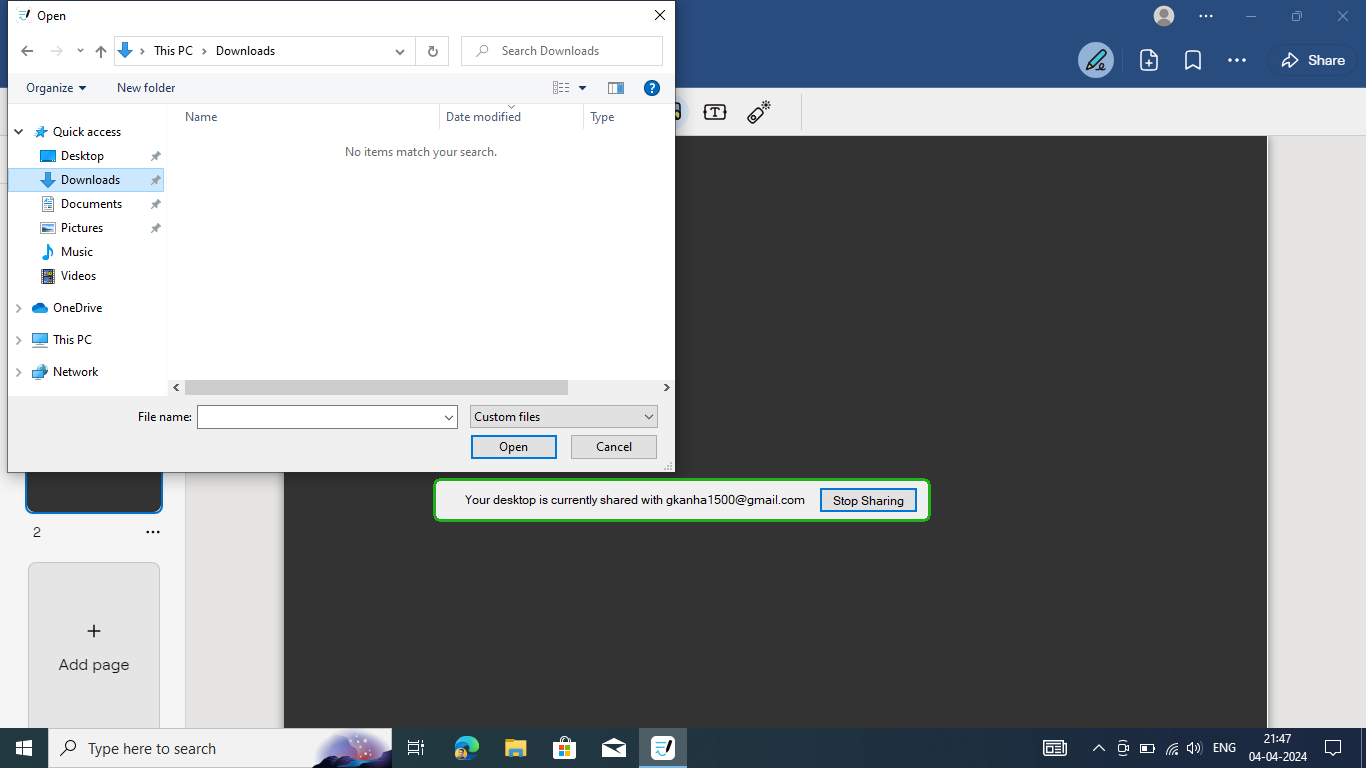 Open
This PC > Downloads
Search Downloads
Share
Organize
New folder
Name
Date modified
Type
No items match your search.
Quick access
Desktop
Downloads
Documents
Pictures
Music
Videos
OneDrive
This PC
Network
File name:
Custom files
Open
Cancel
Your desktop is currently shared with gkanha1500@gmail.com
Stop Sharing
2
Add page
Type here to search
ENG
21:47
04-04-2024